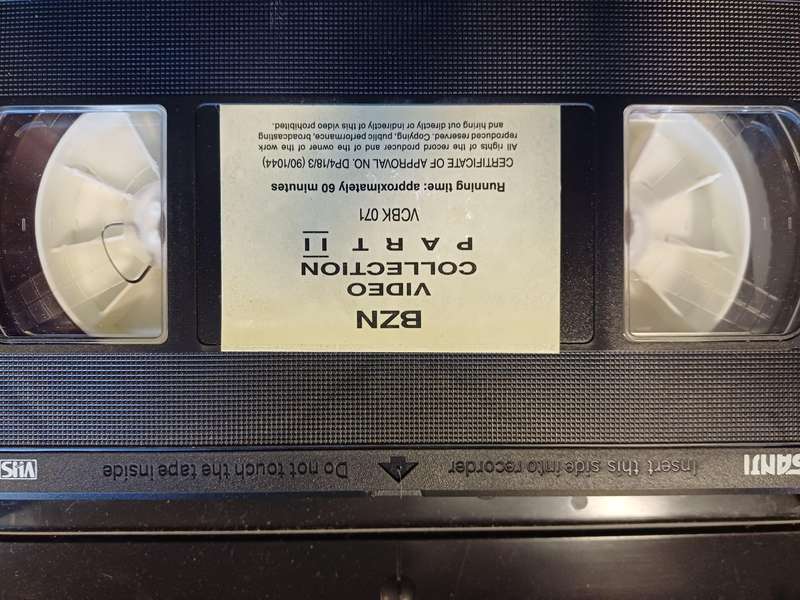 SANJI
Insert this side into recorder
Do not touch the tape inside
VHS
BZN
VIDEO
COLLECTION
PART II
VCBK 071
Running time: approximately 60 minutes
CERTIFICATE OF APPROVAL NO. DP4/18/3 (90/1044)
All rights of the record producer and of the owner of the work
reproduced reserved. Copying, public performance, broadcasting
and hiring out directly or indirectly of this video prohibited.